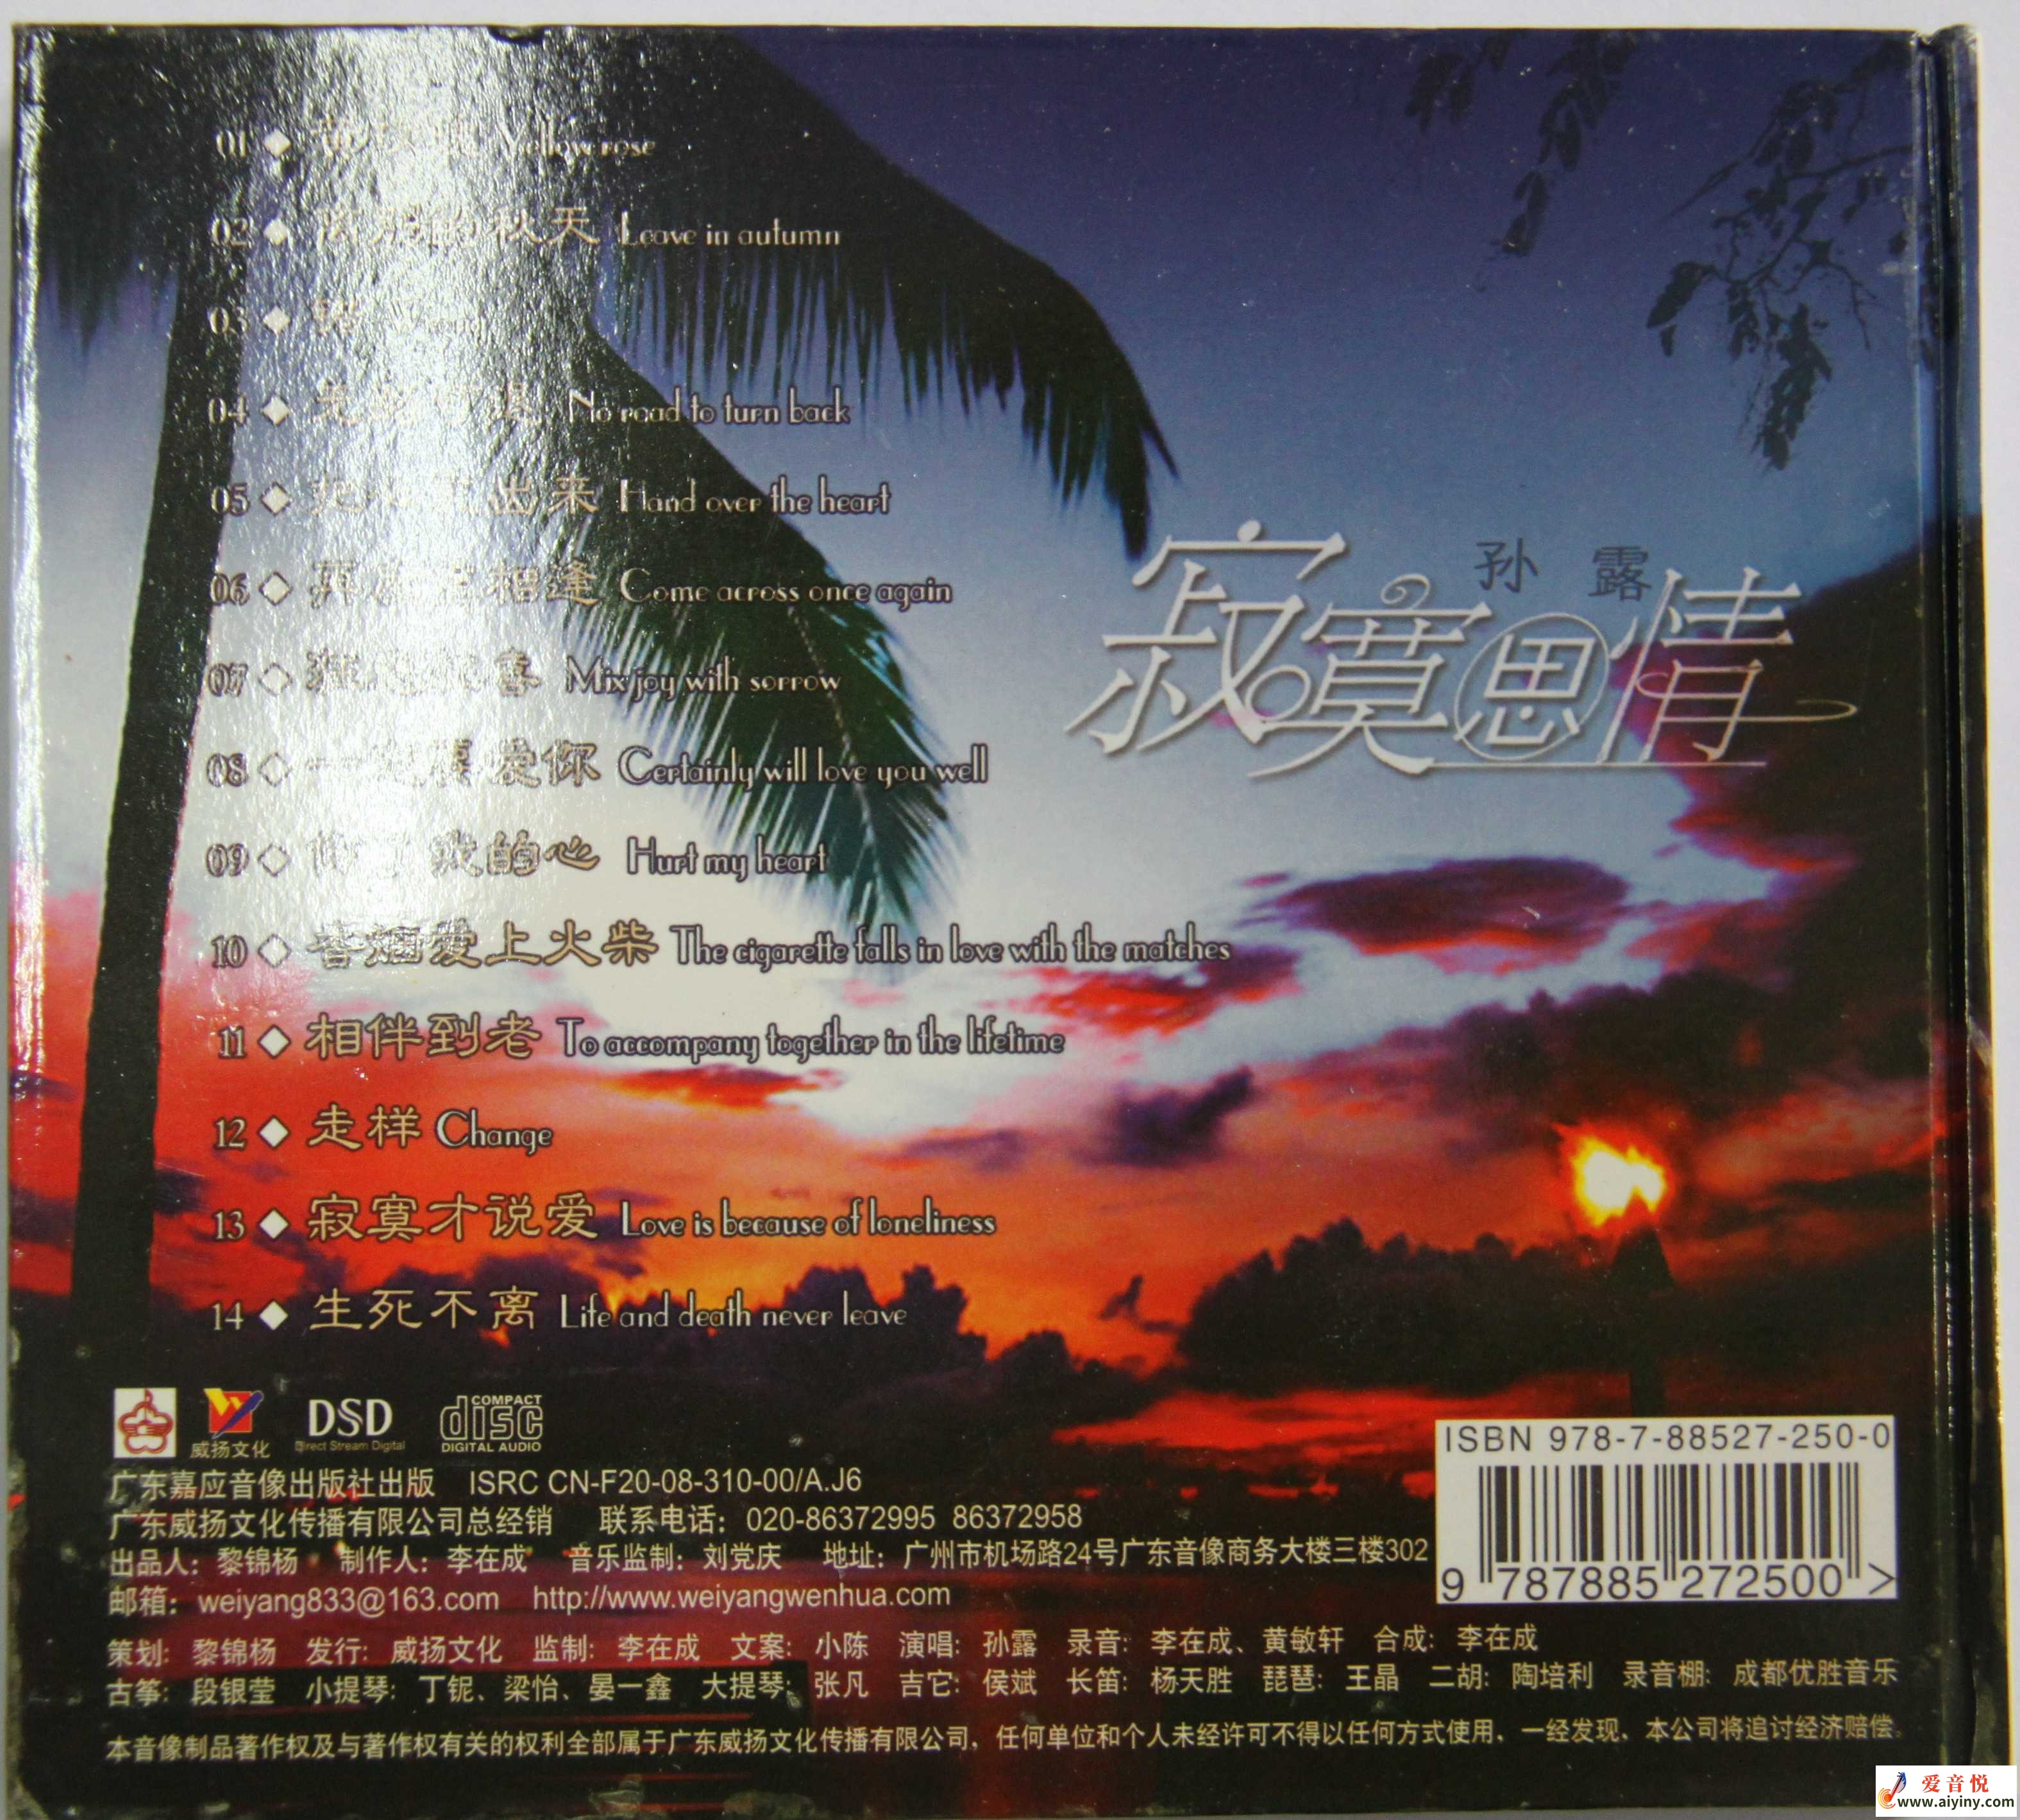 01 Yellow rose
02 的秋天 Leave in autumn
03 错 Wrong
04 No road to turn back
05 出来 Hand over the heart
06 再 相逢 Come across once again
07 喜 Mix joy with sorrow
08 一定要爱你 Certainly will love you well
09 伤了我的心 Hurt my heart
10 香烟爱上火柴 The cigarette falls in love with the matches
11 相伴到老 To accompany together in the lifetime
12 走样 Change
13 寂寞才说爱 Love is because of loneliness
14 生死不离 Life and death never leave
孙露
寂寞思情
威扬文化
DSD
Direct Stream Digital
COMPACT
disc
DIGITAL AUDIO
广东嘉应音像出版社出版 ISRC CN-F20-08-310-00/A.J6
广东威扬文化传播有限公司总经销 联系电话：020-86372995 86372958
出品人：黎锦杨 制作人：李在成 音乐监制：刘党庆 地址：广州市机场路24号广东音像商务大楼三楼302
邮箱：weiyang833@163.com http://www.weiyangwenhua.com
策划：黎锦杨 发行：威扬文化 监制：李在成 文案：小陈 演唱：孙露 录音：李在成、黄敏轩 合成：李在成
古筝：段银莹 小提琴：丁铌、梁怡、晏一鑫 大提琴：张凡 吉它：侯斌 长笛：杨天胜 琵琶：王晶 二胡：陶培利 录音棚：成都优胜音乐
本音像制品著作权及与著作权有关的权利全部属于广东威扬文化传播有限公司，任何单位和个人未经许可不得以任何方式使用，一经发现，本公司将追讨经济赔偿。
ISBN 978-7-88527-250-0
9 787885 272500 >
爱音悦
www.aiyiny.com